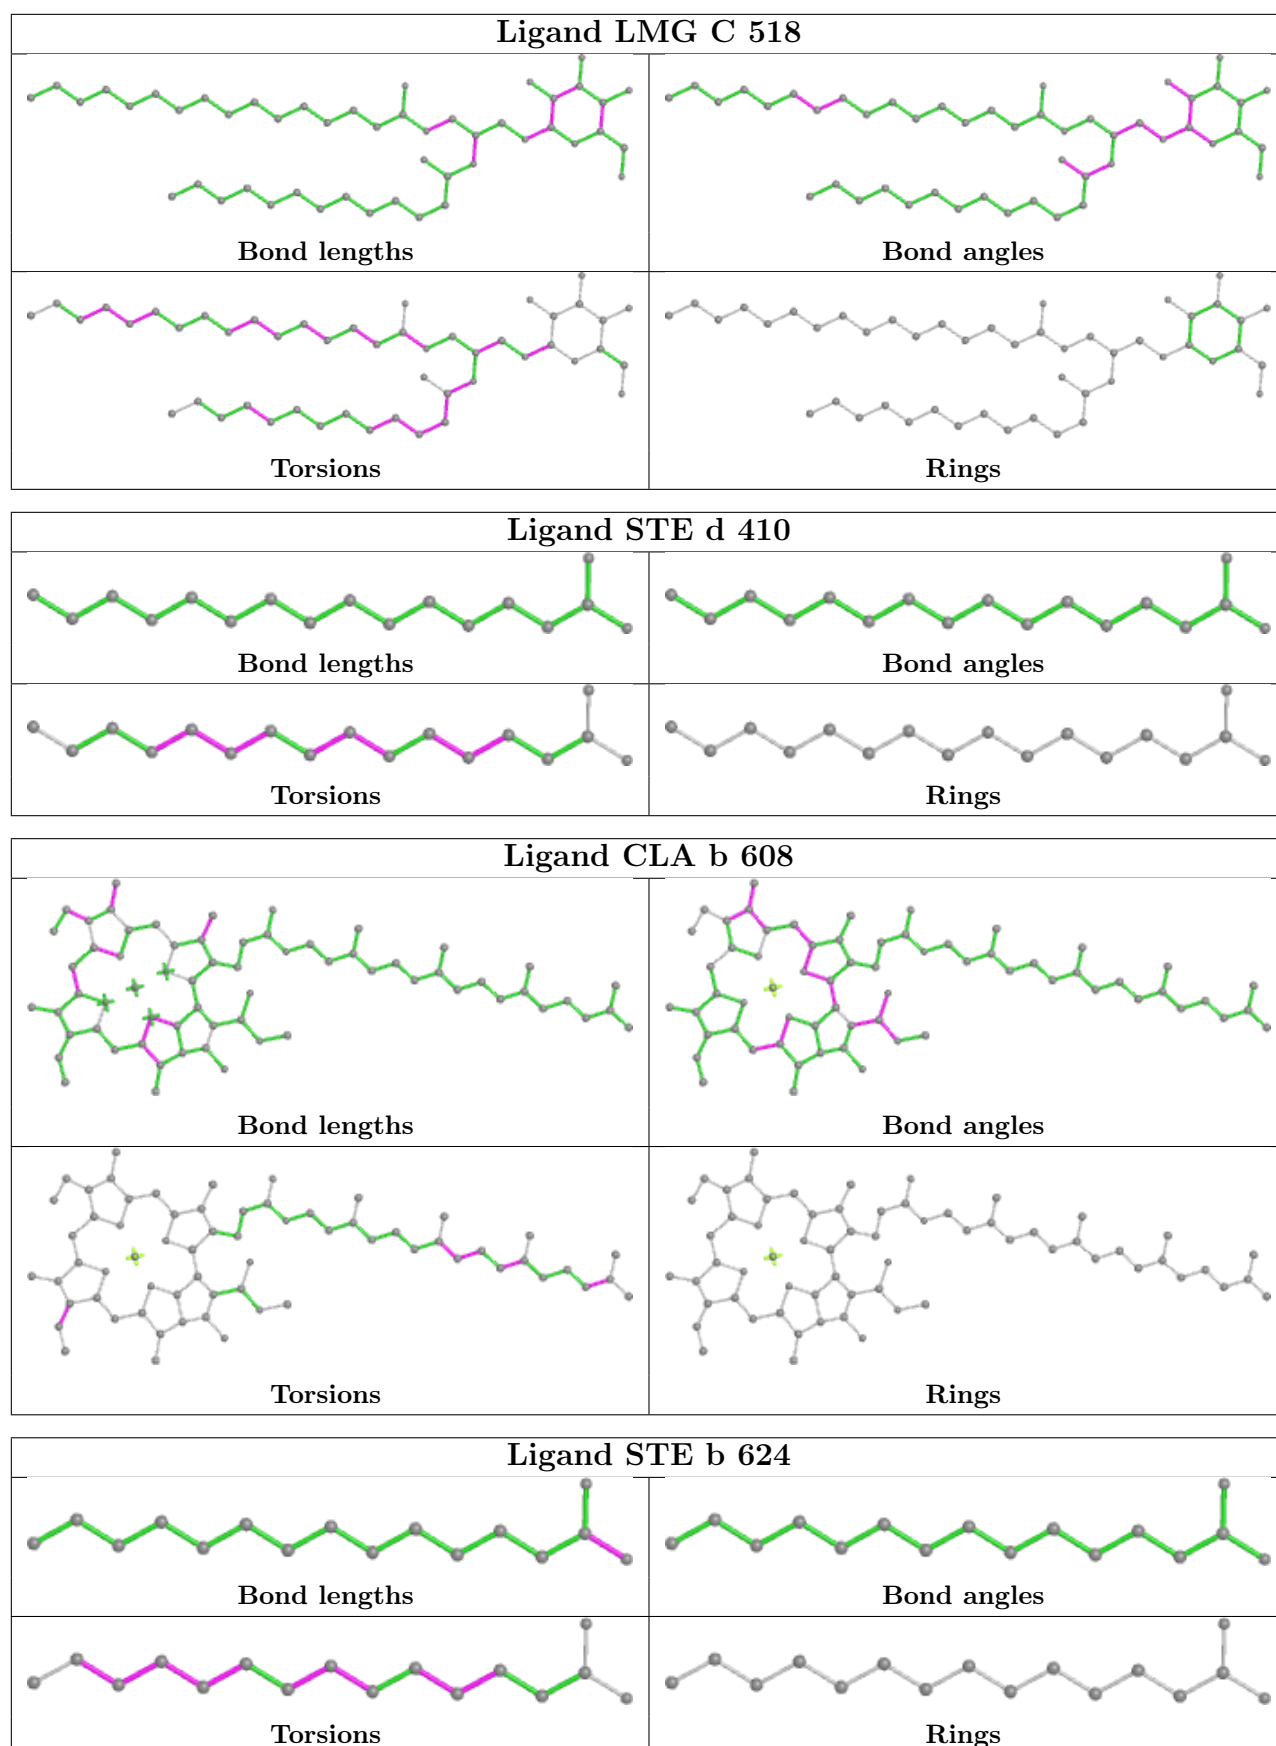 Ligand LMG C 518
Bond lengths
Bond angles
Torsions
Rings
Ligand STE d 410
Bond lengths
Bond angles
Torsions
Rings
Ligand CLA b 608
Bond lengths
Bond angles
Torsions
Rings
Ligand STE b 624
Bond lengths
Bond angles
Torsions
Rings